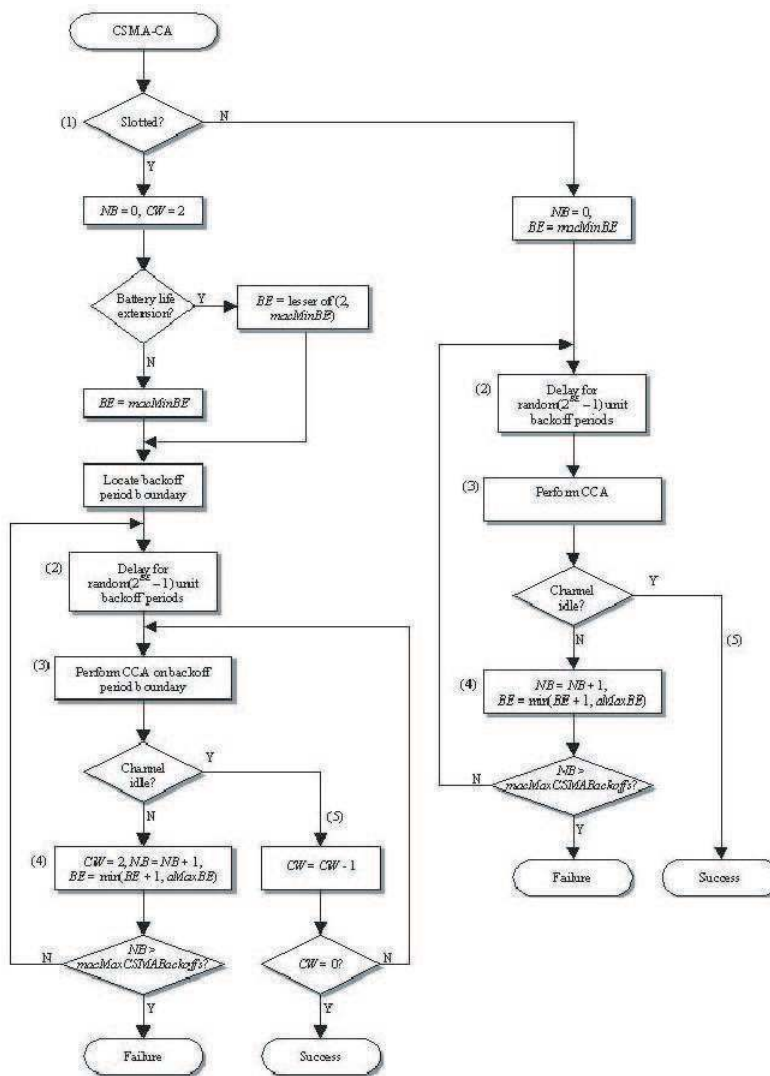 CSMA-CA
(1)
Slotted?
N
Y
NB = 0, CW = 2
Battery life
extension?
Y
BE = lesser of (2,
macMinBE)
N
BE = macMinBE
Locate backoff
period boundary
(2)
Delay for
random(2^BE – 1) unit
backoff periods
(3)
Perform CCA on backoff
period boundary
Channel
idle?
Y
N
(5)
(4)
CW = 2, NB = NB + 1,
BE = min(BE + 1, aMaxBE)
CW = CW - 1
N
NB >
macMaxCSMABackoffs?
CW = 0?
N
Y
Y
Failure
Success
NB = 0,
BE = macMinBE
(2)
Delay for
random(2^BE – 1) unit
backoff periods
(3)
Perform CCA
Channel
idle?
Y
N
(5)
(4)
NB = NB + 1,
BE = min(BE + 1, aMaxBE)
N
NB >
macMaxCSMABackoffs?
Y
Failure
Success